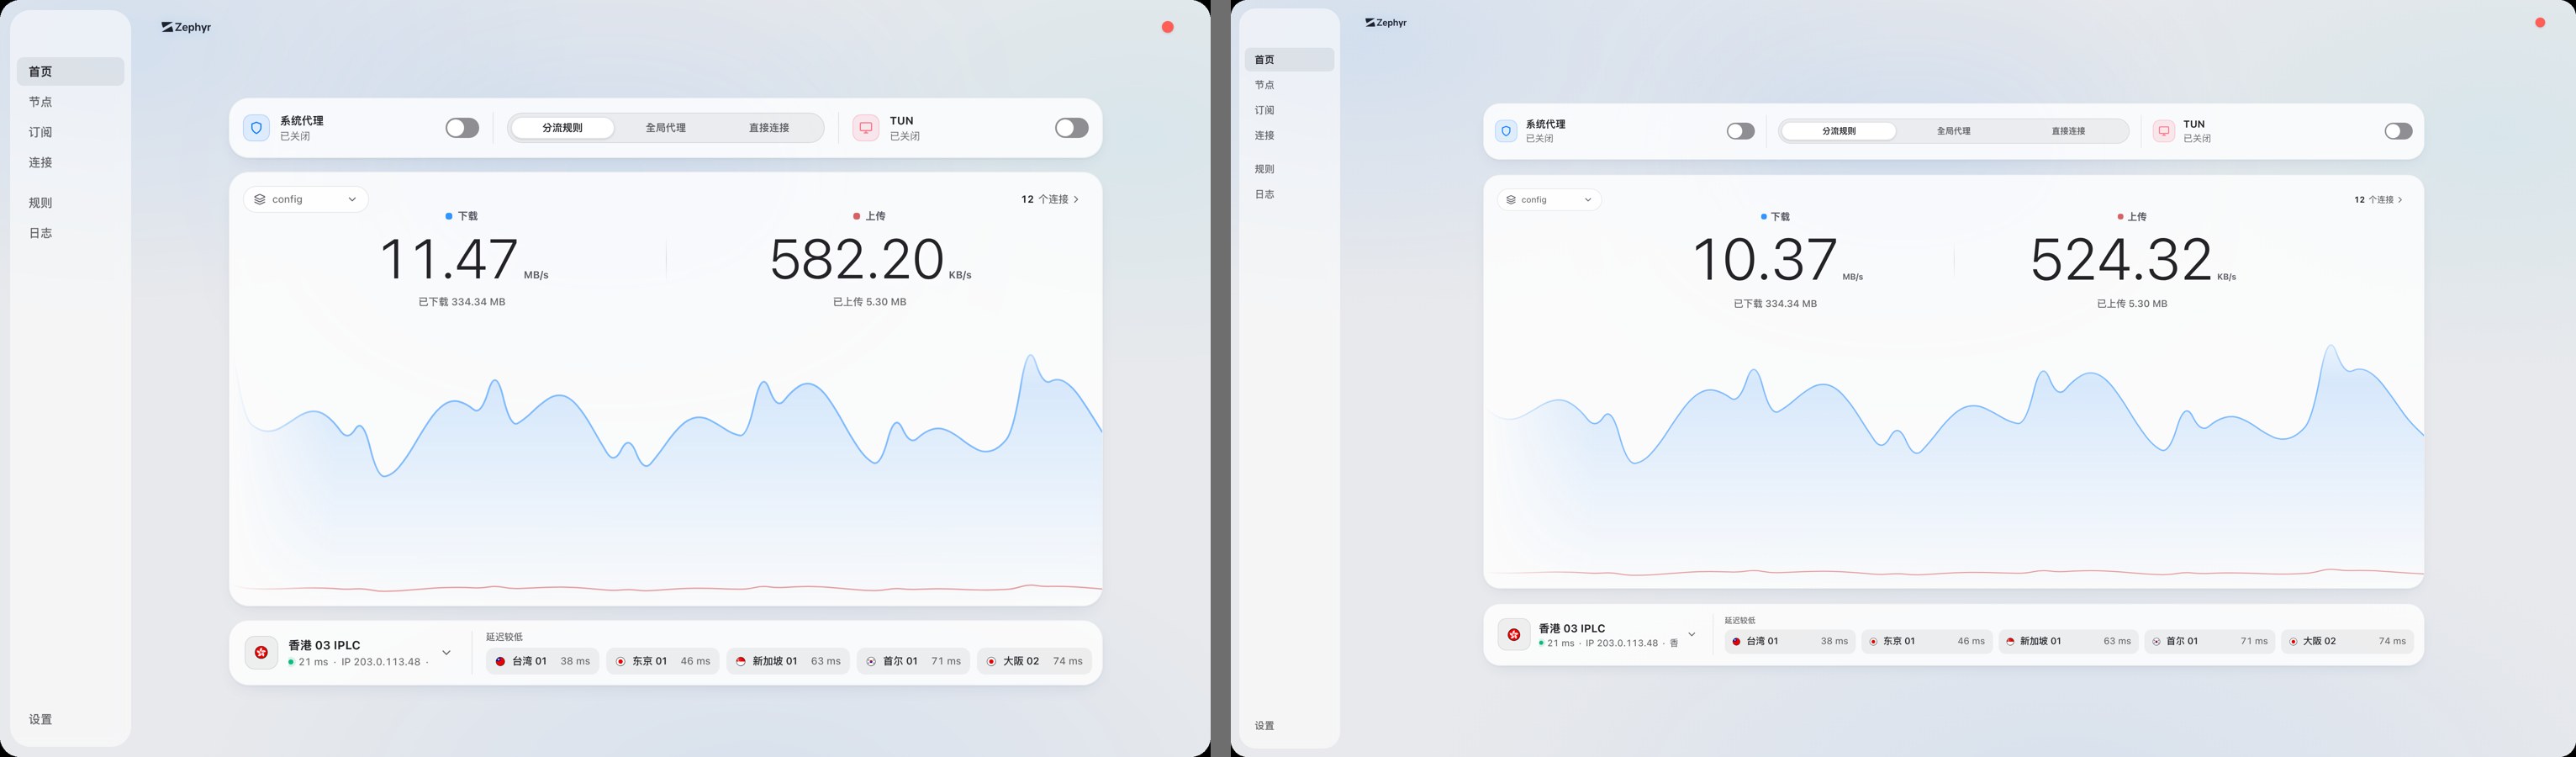 Zephyr
首页
节点
订阅
连接
规则
日志
设置
系统代理
已关闭
分流规则 全局代理 直接连接
TUN
已关闭
config
12 个连接
下载
11.47 MB/s
已下载 334.34 MB
上传
582.20 KB/s
已上传 5.30 MB
香港 03 IPLC
21 ms · IP 203.0.113.48 ·
延迟较低
台湾 01 38 ms
东京 01 46 ms
新加坡 01 63 ms
首尔 01 71 ms
大阪 02 74 ms
Zephyr
首页
节点
订阅
连接
规则
日志
设置
系统代理
已关闭
分流规则 全局代理 直接连接
TUN
已关闭
config
12 个连接
下载
10.37 MB/s
已下载 334.34 MB
上传
524.32 KB/s
已上传 5.30 MB
香港 03 IPLC
21 ms · IP 203.0.113.48 · 香
延迟较低
台湾 01 38 ms
东京 01 46 ms
新加坡 01 63 ms
首尔 01 71 ms
大阪 02 74 ms